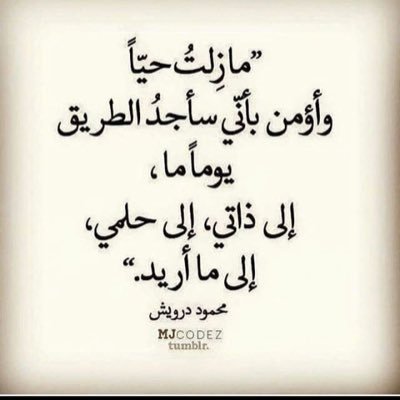 ”مازِلتُ حيّاً
وأؤمن بأنّي سأجدُ الطريق
يوماً ما،
إلى ذاتي، إلى حلمي،
إلى ما أريد.“
محمود درويش
MJCODEZ
tumblr.